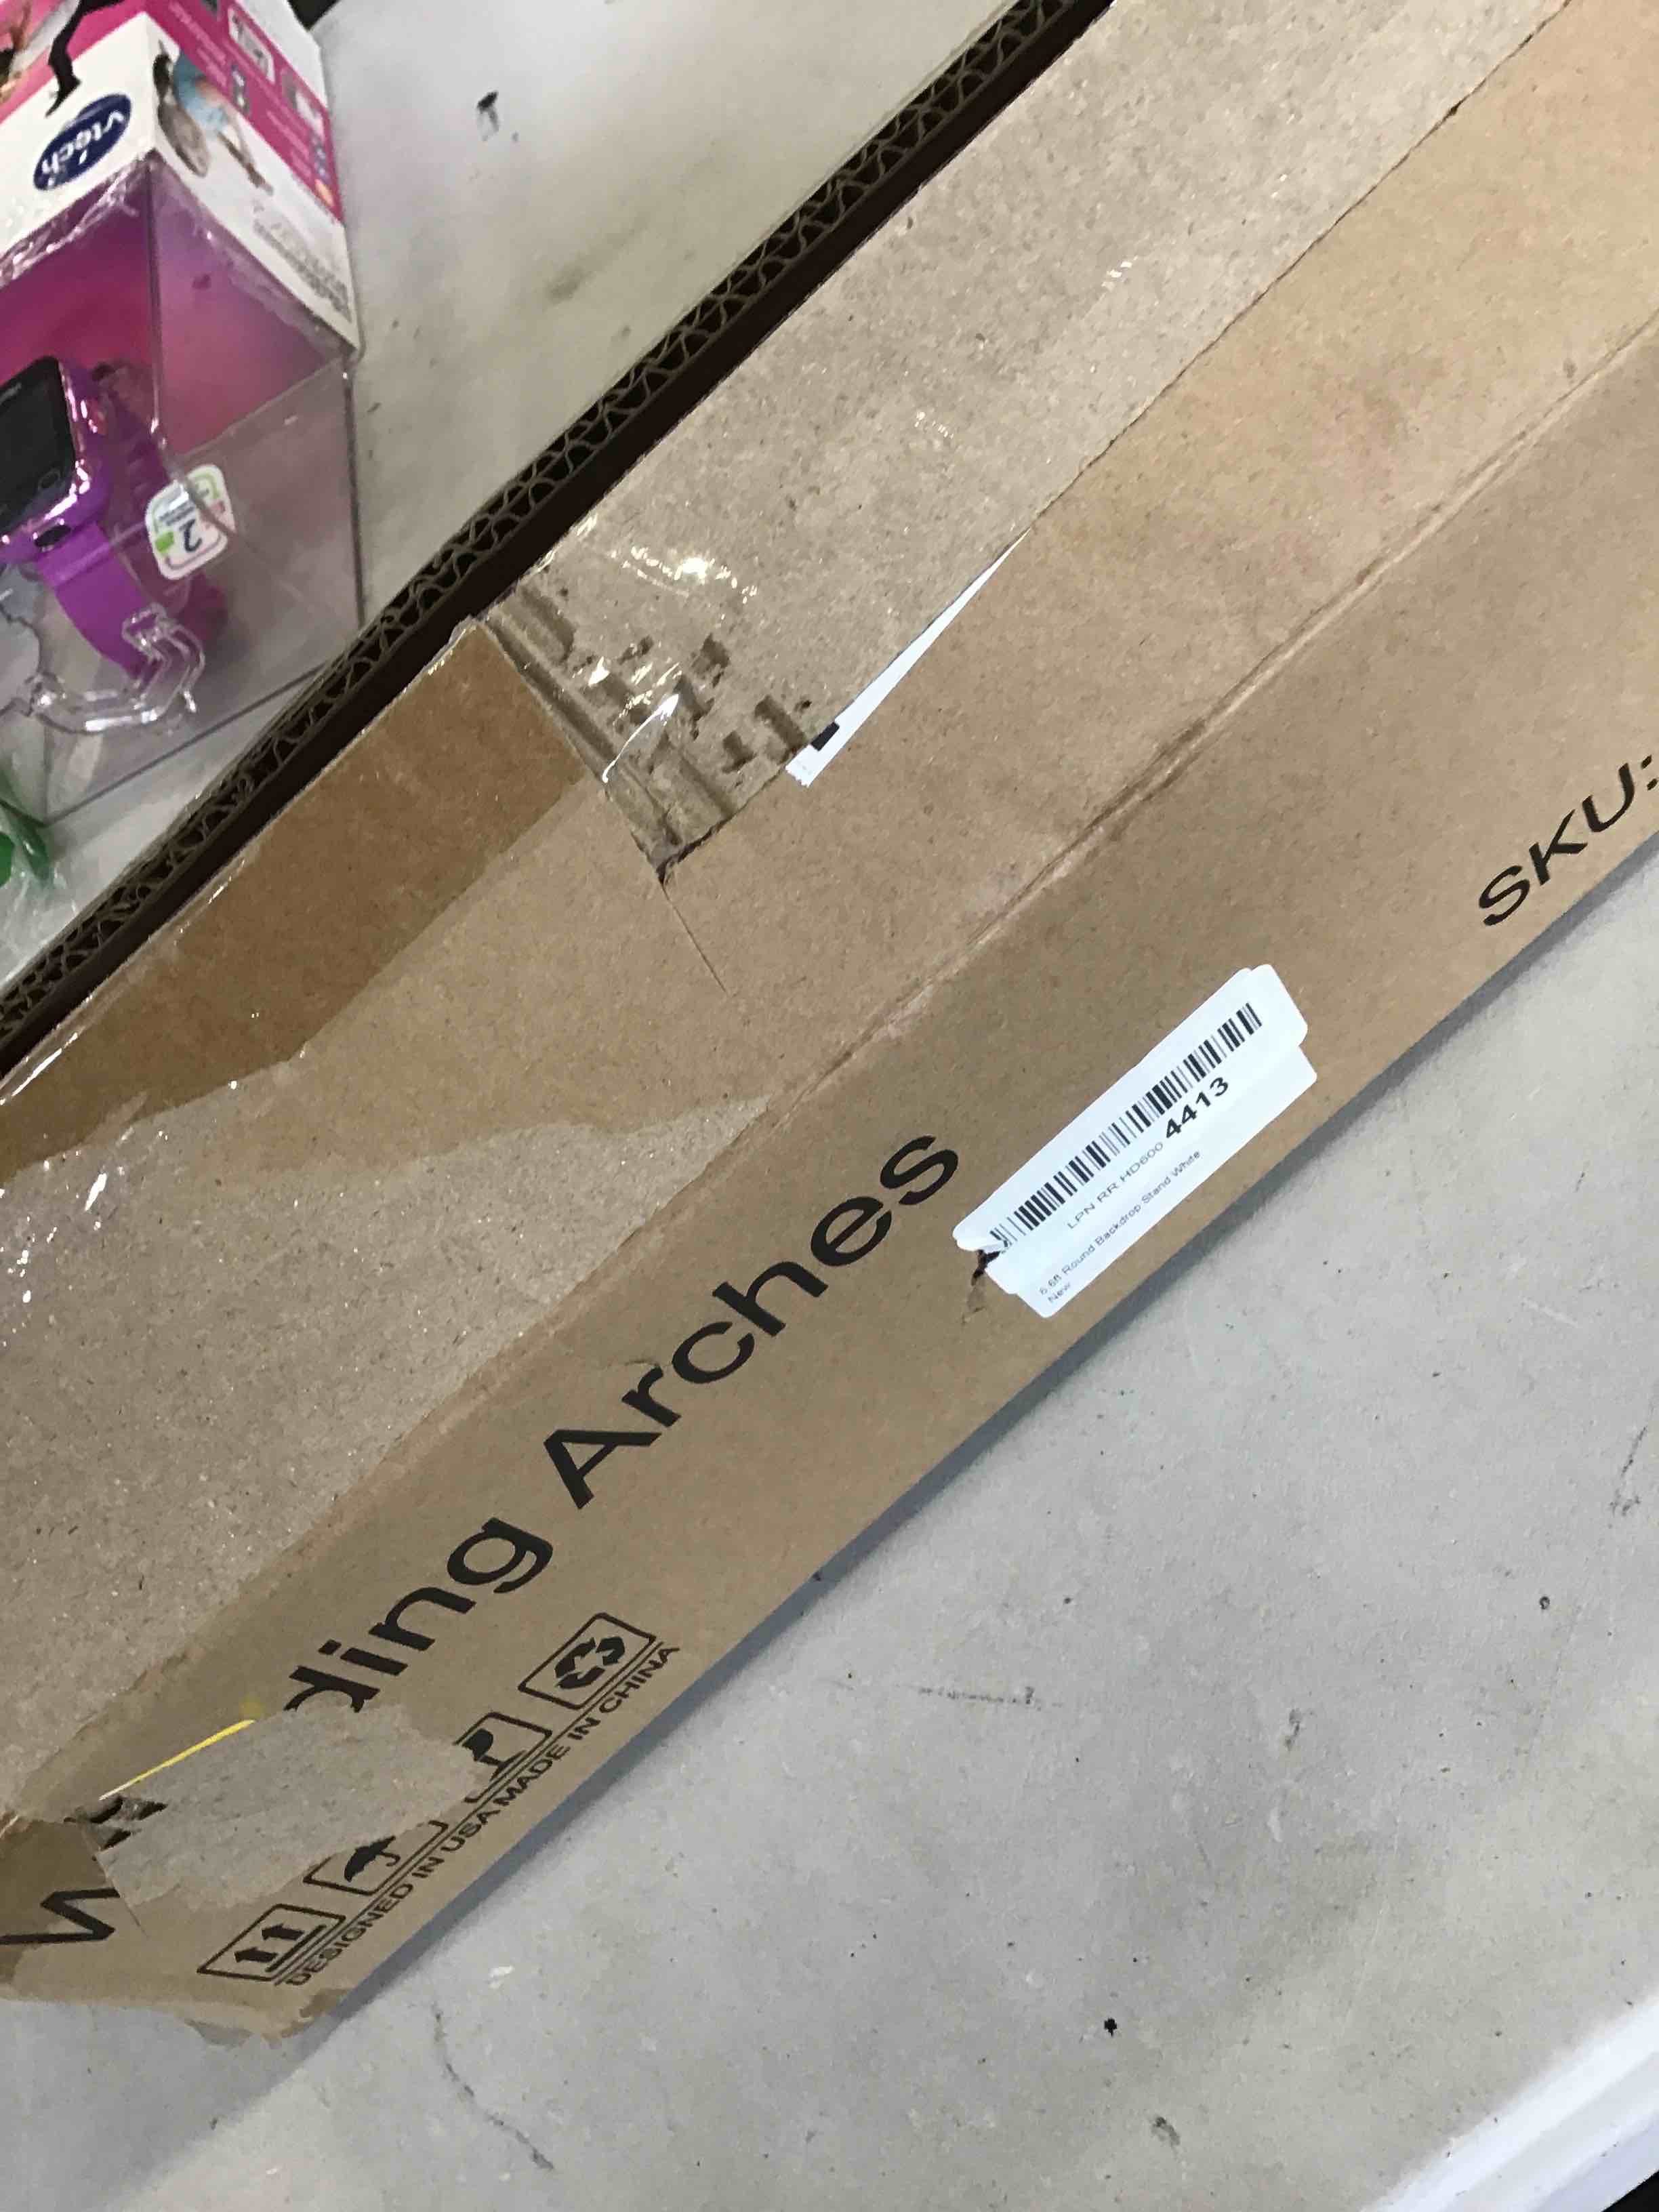 vtech
2
SKU:
LPN RR HD600 4413
6.6ft Round Backdrop Stand White
New
W ding Arches
DESIGNED IN USA MADE IN CHINA